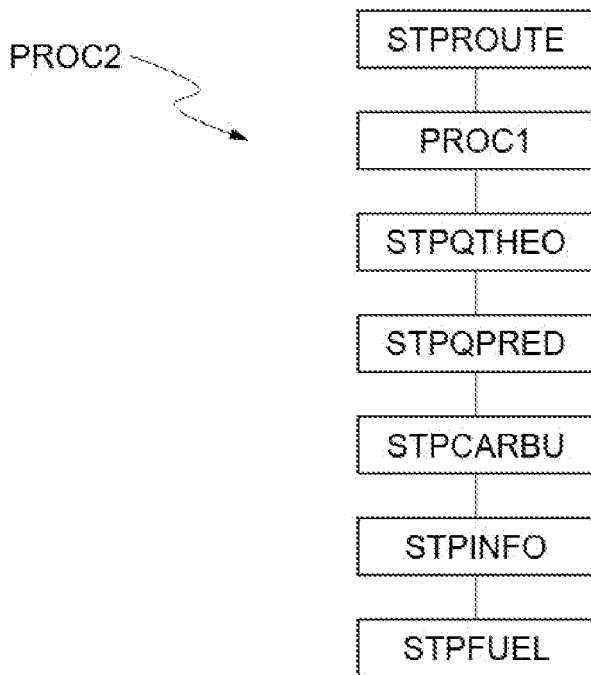 STPROUTE
PROC2
PROC1
STPQTHEO
STPQPRED
STPCARBU
STPINFO
STPFUEL